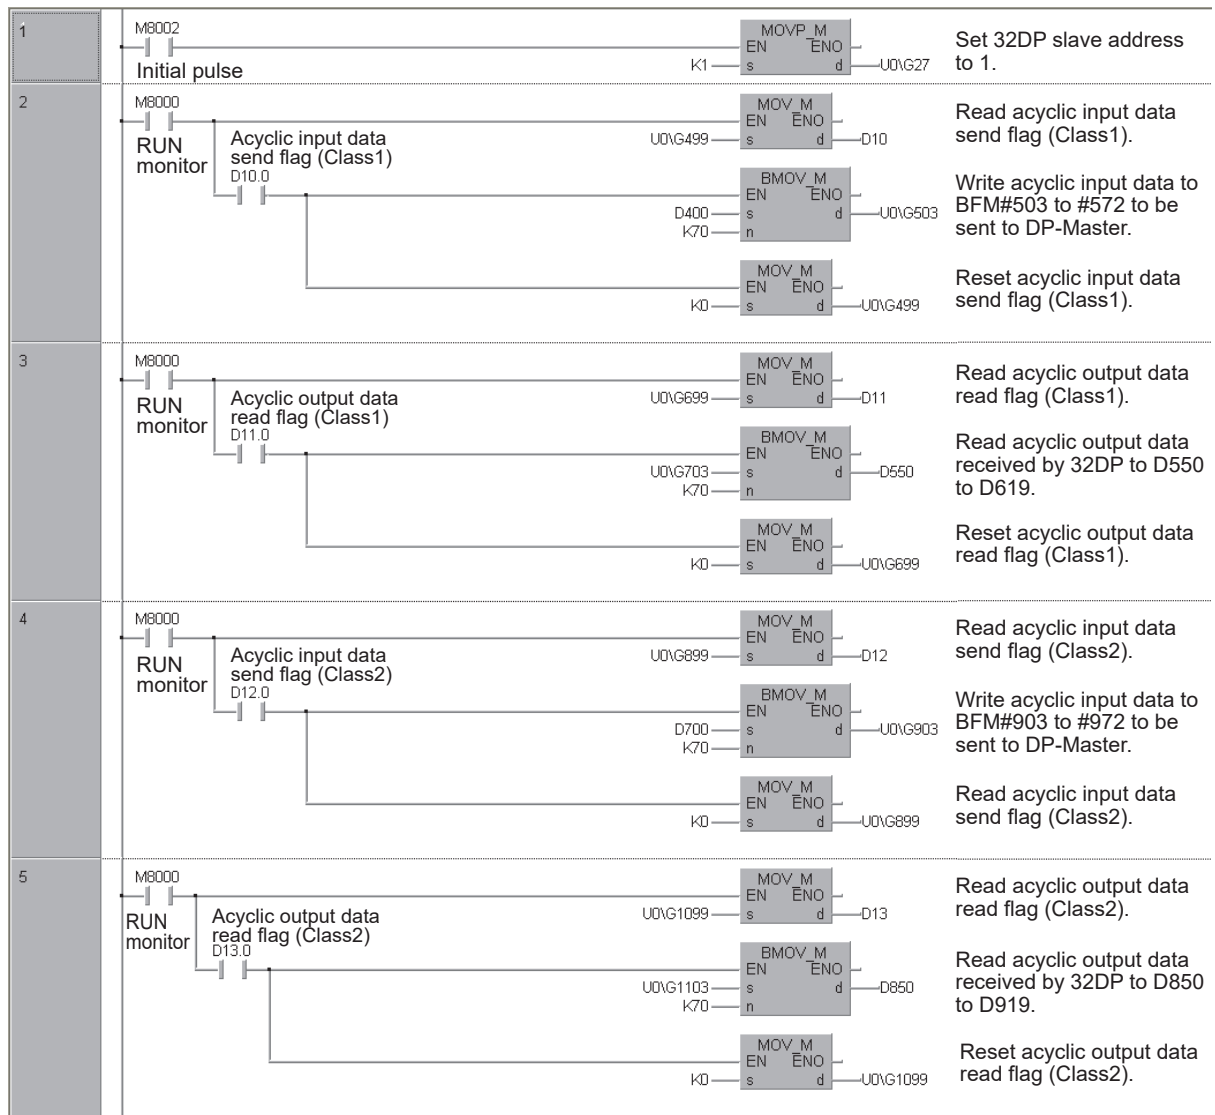 1
M8002
Initial pulse
MOVP_M
EN ENO
K1 s d U0\G27
Set 32DP slave address
to 1.
2
M8000
RUN
monitor
Acyclic input data
send flag (Class1)
D10.0
MOV_M
EN ENO
U0\G499 s d D10
Read acyclic input data
send flag (Class1).
BMOV_M
EN ENO
D400 s d U0\G503
K70 n
Write acyclic input data to
BFM#503 to #572 to be
sent to DP-Master.
MOV_M
EN ENO
K0 s d U0\G499
Reset acyclic input data
send flag (Class1).
3
M8000
RUN
monitor
Acyclic output data
read flag (Class1)
D11.0
MOV_M
EN ENO
U0\G699 s d D11
Read acyclic output data
read flag (Class1).
BMOV_M
EN ENO
U0\G703 s d D550
K70 n
Read acyclic output data
received by 32DP to D550
to D619.
MOV_M
EN ENO
K0 s d U0\G699
Reset acyclic output data
read flag (Class1).
4
M8000
RUN
monitor
Acyclic input data
send flag (Class2)
D12.0
MOV_M
EN ENO
U0\G899 s d D12
Read acyclic input data
send flag (Class2).
BMOV_M
EN ENO
D700 s d U0\G903
K70 n
Write acyclic input data to
BFM#903 to #972 to be
sent to DP-Master.
MOV_M
EN ENO
K0 s d U0\G899
Read acyclic input data
send flag (Class2).
5
M8000
RUN
monitor
Acyclic output data
read flag (Class2)
D13.0
MOV_M
EN ENO
U0\G1099 s d D13
Read acyclic output data
read flag (Class2).
BMOV_M
EN ENO
U0\G1103 s d D850
K70 n
Read acyclic output data
received by 32DP to D850
to D919.
MOV_M
EN ENO
K0 s d U0\G1099
Reset acyclic output data
read flag (Class2).